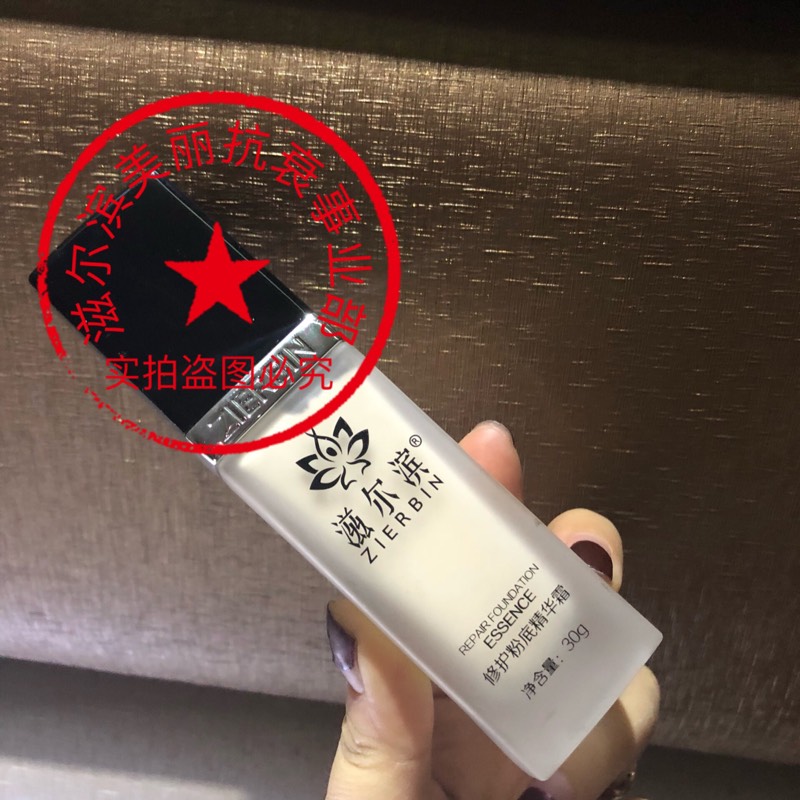 滋尔滨美丽抗衰事业部
实拍盗图必究
ZIERBIN
滋尔滨®
ZIERBIN
REPAIR FOUNDATION
ESSENCE
修护粉底精华霜
净含量：30g